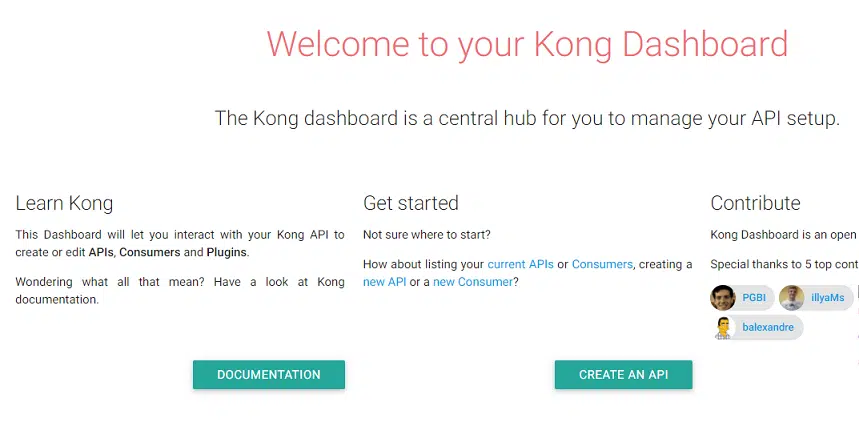 Welcome to your Kong Dashboard
The Kong dashboard is a central hub for you to manage your API setup.
Learn Kong
This Dashboard will let you interact with your Kong API to
create or edit APIs, Consumers and Plugins.
Wondering what all that mean? Have a look at Kong
documentation.
DOCUMENTATION
Get started
Not sure where to start?
How about listing your current APIs or Consumers, creating a
new API or a new Consumer?
CREATE AN API
Contribute
Kong Dashboard is an open
Special thanks to 5 top
PGBI
illyaMs
balexandre